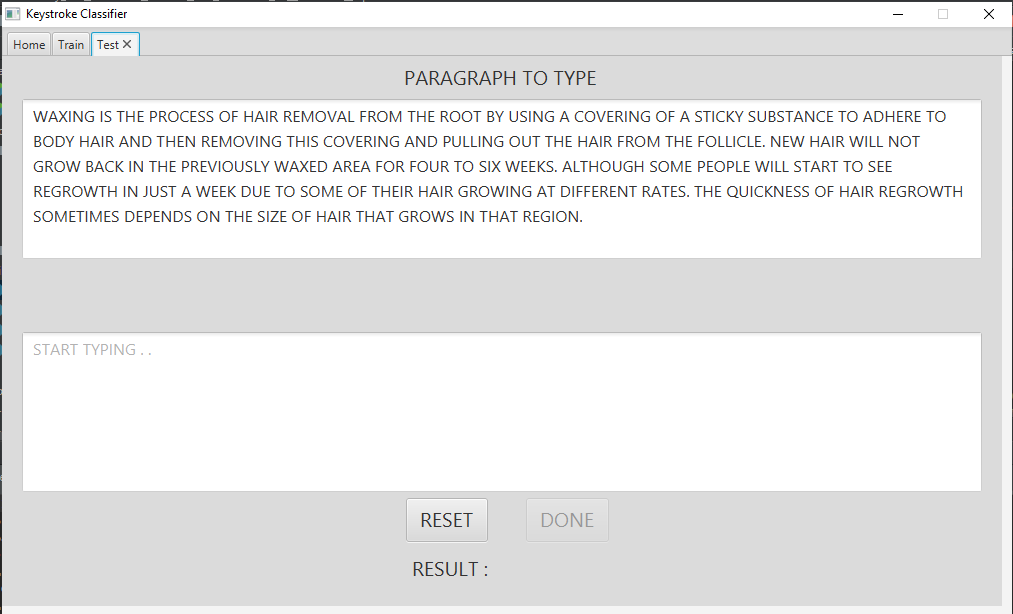 Keystroke Classifier
Home Train Test
PARAGRAPH TO TYPE
WAXING IS THE PROCESS OF HAIR REMOVAL FROM THE ROOT BY USING A COVERING OF A STICKY SUBSTANCE TO ADHERE TO
BODY HAIR AND THEN REMOVING THIS COVERING AND PULLING OUT THE HAIR FROM THE FOLLICLE. NEW HAIR WILL NOT
GROW BACK IN THE PREVIOUSLY WAXED AREA FOR FOUR TO SIX WEEKS. ALTHOUGH SOME PEOPLE WILL START TO SEE
REGROWTH IN JUST A WEEK DUE TO SOME OF THEIR HAIR GROWING AT DIFFERENT RATES. THE QUICKNESS OF HAIR REGROWTH
SOMETIMES DEPENDS ON THE SIZE OF HAIR THAT GROWS IN THAT REGION.
START TYPING . .
RESET DONE
RESULT :